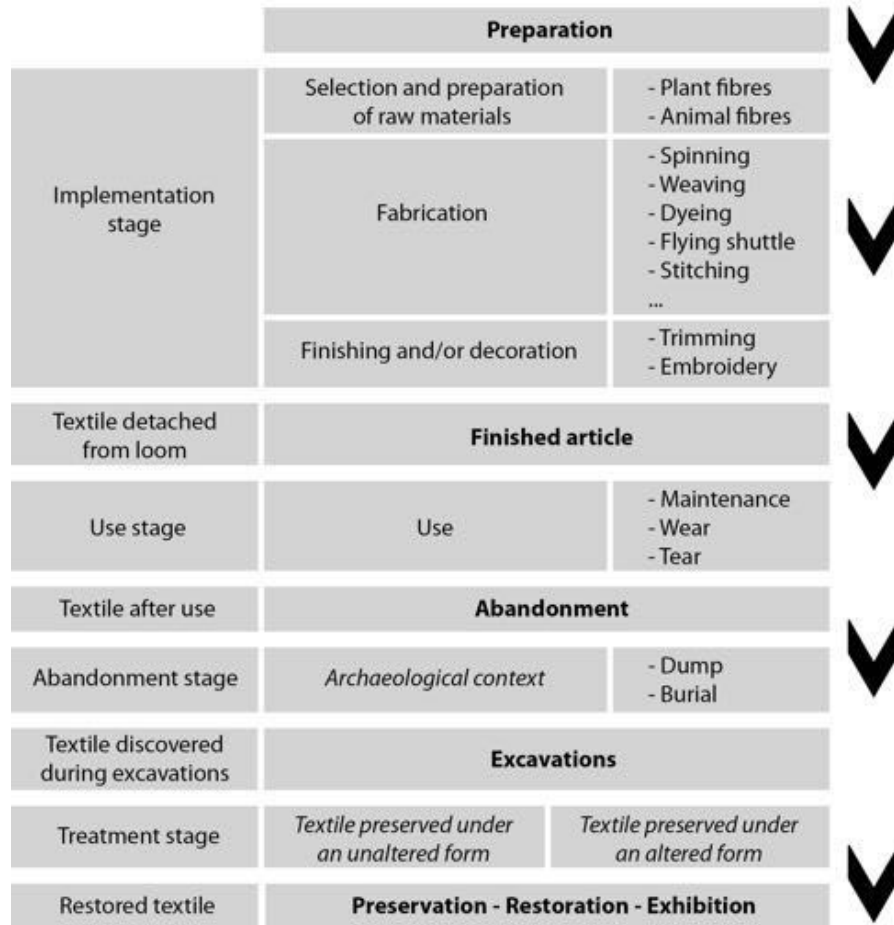 Preparation
Implementation
stage
Selection and preparation
of raw materials
- Plant fibres
- Animal fibres
Fabrication
- Spinning
- Weaving
- Dyeing
- Flying shuttle
- Stitching
...
Finishing and/or decoration
- Trimming
- Embroidery
Textile detached
from loom
Finished article
Use stage
Use
- Maintenance
- Wear
- Tear
Textile after use
Abandonment
Abandonment stage
Archaeological context
- Dump
- Burial
Textile discovered
during excavations
Excavations
Treatment stage
Textile preserved under
an unaltered form
Textile preserved under
an altered form
Restored textile
Preservation - Restoration - Exhibition